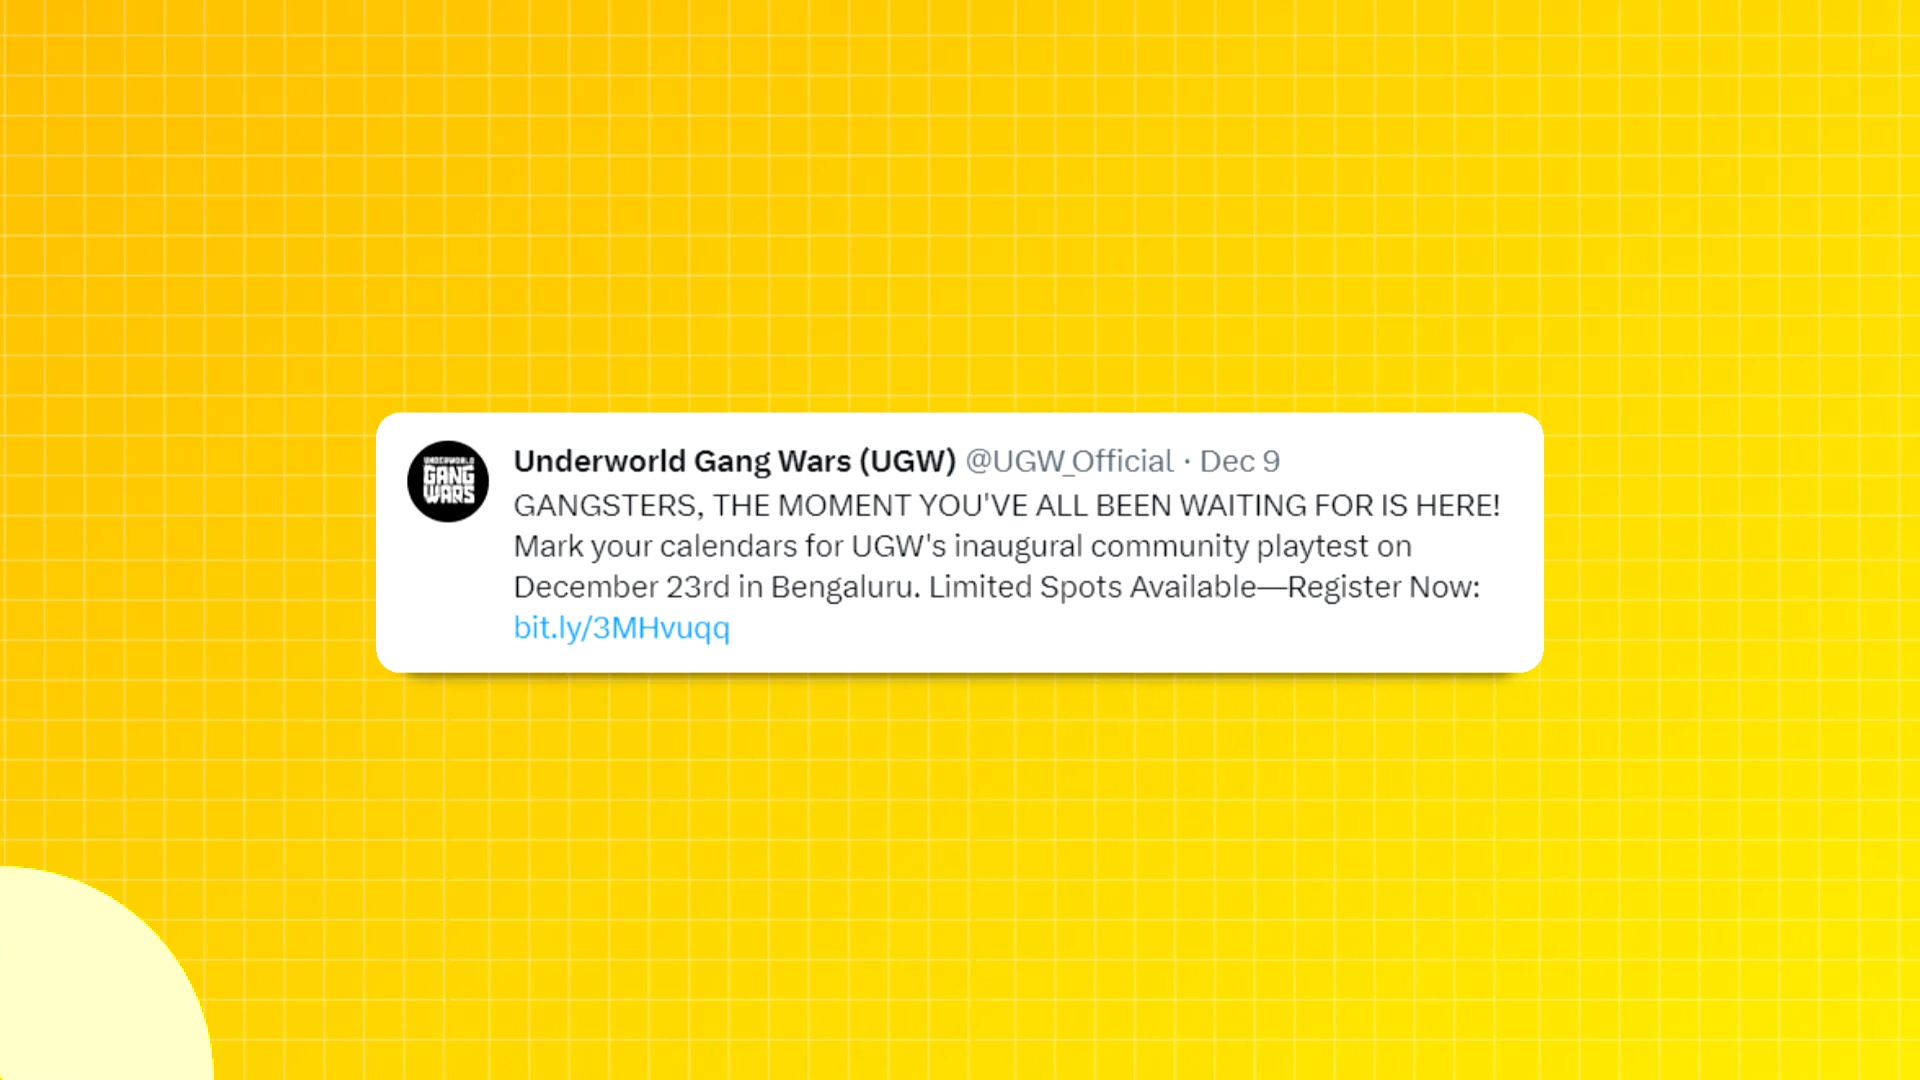 UNDERWORLD
GANG
WARS
Underworld Gang Wars (UGW) @UGW_Official · Dec 9
GANGSTERS, THE MOMENT YOU'VE ALL BEEN WAITING FOR IS HERE!
Mark your calendars for UGW's inaugural community playtest on
December 23rd in Bengaluru. Limited Spots Available—Register Now:
bit.ly/3MHvuqq